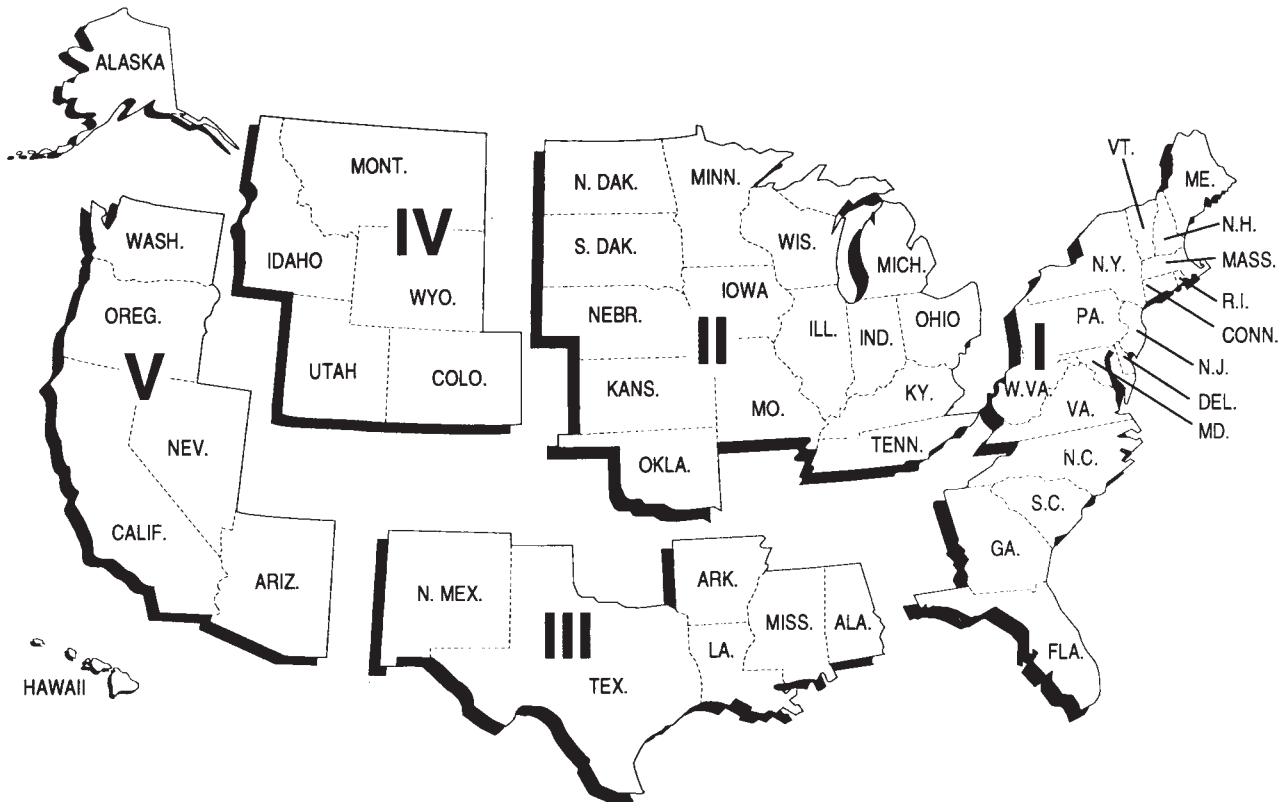 ALASKA
MONT.
IV
IDAHO
WYO.
UTAH
COLO.
WASH.
OREG.
V
NEV.
CALIF.
ARIZ.
HAWAII
N. DAK.
MINN.
S. DAK.
WIS.
MICH.
NEBR.
IOWA
II
ILL.
IND.
OHIO
KANS.
MO.
KY.
OKLA.
TENN.
N. MEX.
III
TEX.
ARK.
LA.
MISS.
ALA.
VT.
ME.
N.H.
N.Y.
MASS.
R.I.
CONN.
PA.
I
N.J.
W.VA.
DEL.
VA.
MD.
N.C.
S.C.
GA.
FLA.